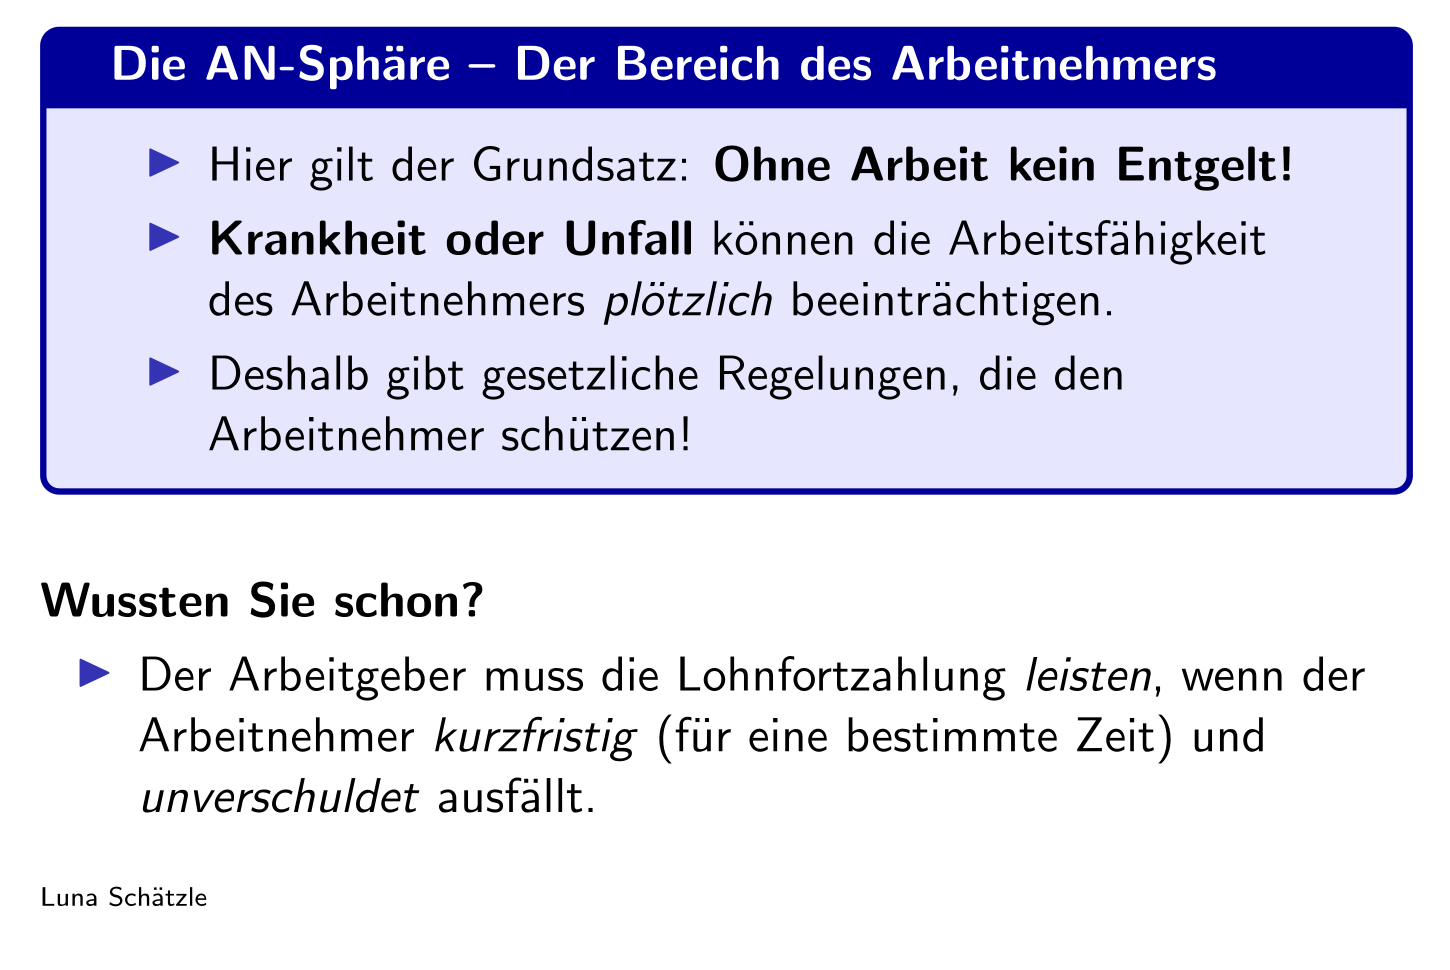 Die AN-Sphäre – Der Bereich des Arbeitnehmers
Hier gilt der Grundsatz: Ohne Arbeit kein Entgelt!
Krankheit oder Unfall können die Arbeitsfähigkeit
des Arbeitnehmers plötzlich beeinträchtigen.
Deshalb gibt gesetzliche Regelungen, die den
Arbeitnehmer schützen!
Wussten Sie schon?
Der Arbeitgeber muss die Lohnfortzahlung leisten, wenn der
Arbeitnehmer kurzfristig (für eine bestimmte Zeit) und
unverschuldet ausfällt.
Luna Schätzle